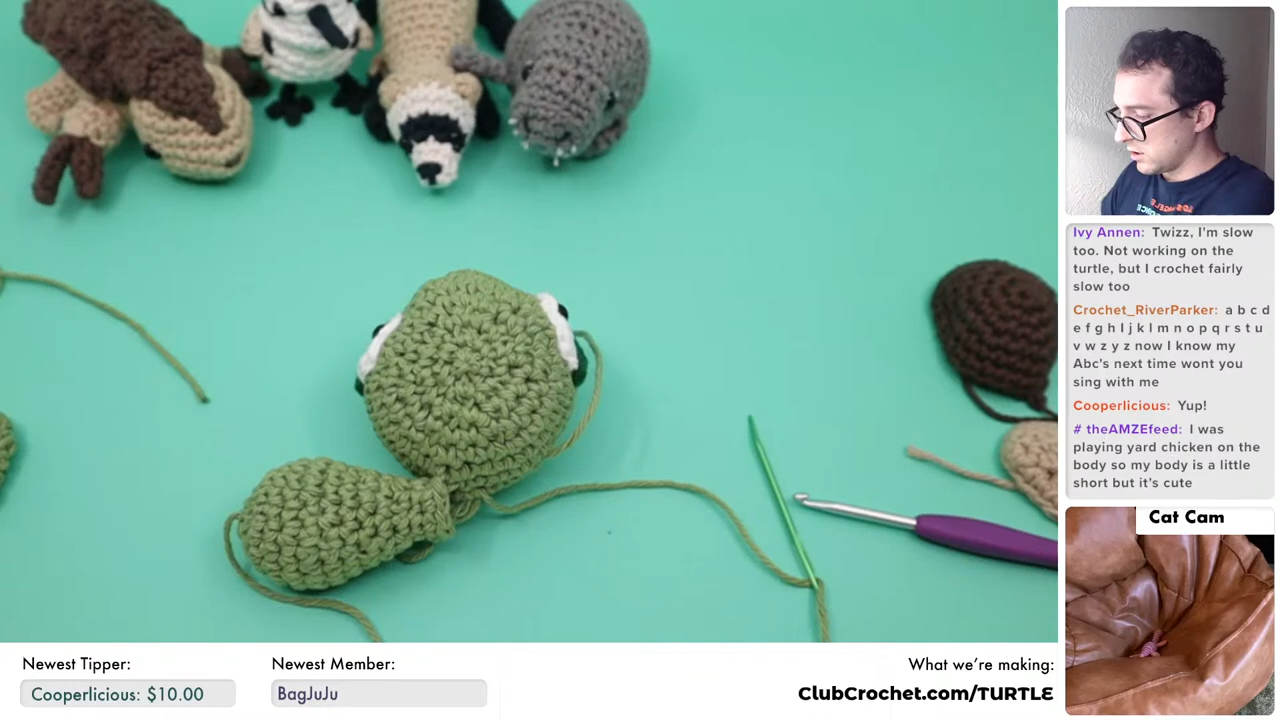 Ivy Annen: Twizz, I'm slow
too. Not working on the
turtle, but I crochet fairly
slow too
Crochet_RiverParker: a b c d
e f g h I j k l m n o p q r s t u
v w z y z now I know my
Abc's next time wont you
sing with me
Cooperlicious: Yup!
# theAMZEfeed: I was
playing yard chicken on the
body so my body is a little
short but it's cute
Cat Cam
Newest Tipper:
Cooperlicious: $10.00
Newest Member:
BagJuJu
What we're making:
ClubCrochet.com/TURTLE